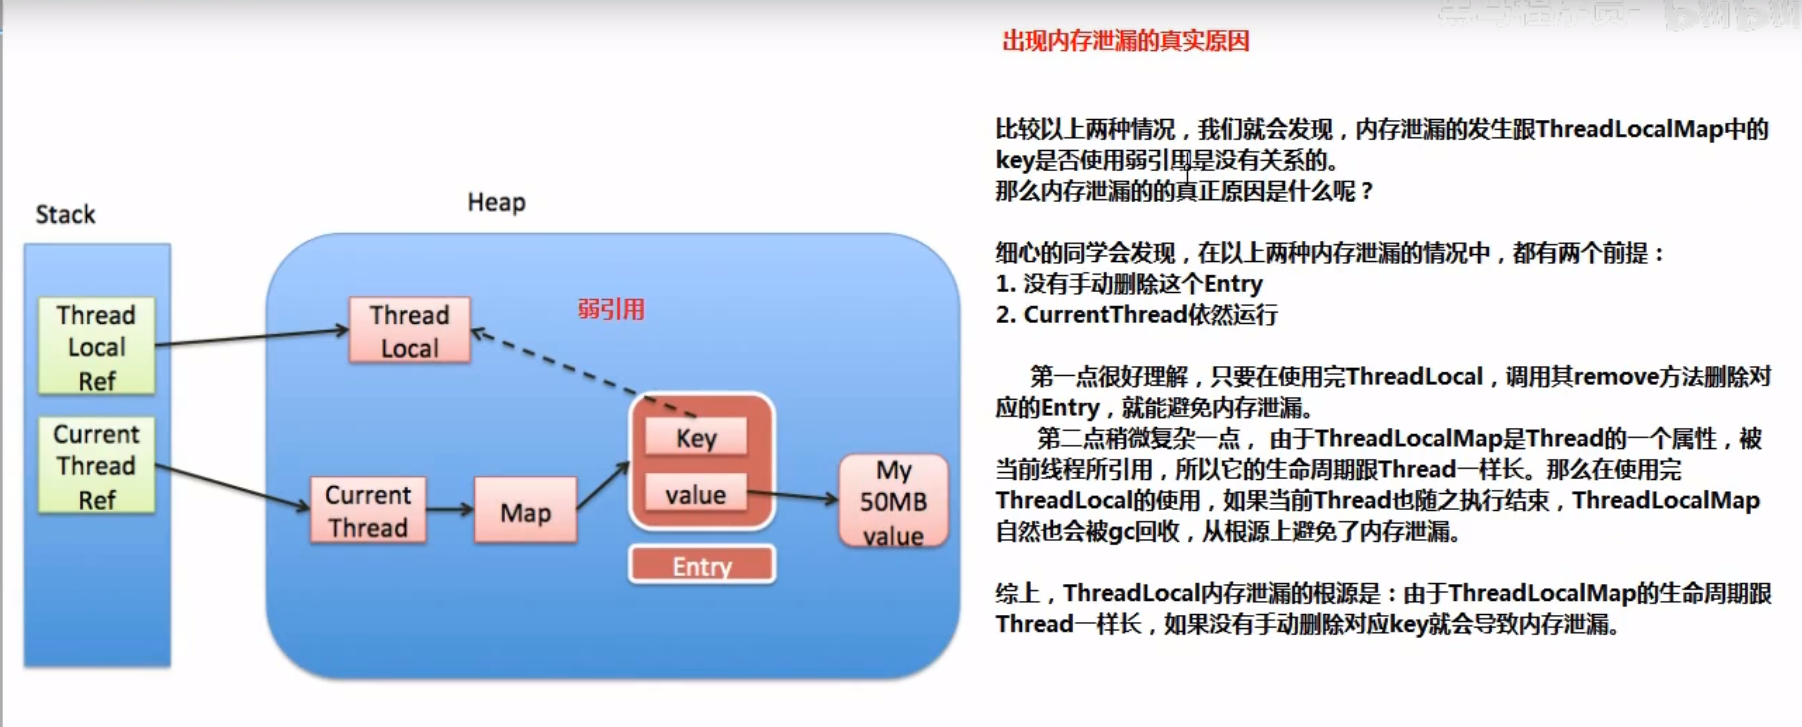 出现内存泄漏的真实原因
比较以上两种情况，我们就会发现，内存泄漏的发生跟ThreadLocalMap中的
key是否使用弱引用是没有关系的。
那么内存泄漏的的真正原因是什么呢？
细心的同学会发现，在以上两种内存泄漏的情况中，都有两个前提：
1. 没有手动删除这个Entry
2. CurrentThread依然运行
第一点很好理解，只要在使用完ThreadLocal，调用其remove方法删除对
应的Entry，就能避免内存泄漏。
第二点稍微复杂一点， 由于ThreadLocalMap是Thread的一个属性，被
当前线程所引用，所以它的生命周期跟Thread一样长。那么在使用完
ThreadLocal的使用，如果当前Thread也随之执行结束，ThreadLocalMap
自然也会被gc回收，从根源上避免了内存泄漏。
综上，ThreadLocal内存泄漏的根源是：由于ThreadLocalMap的生命周期跟
Thread一样长，如果没有手动删除对应key就会导致内存泄漏。
Stack
Heap
Thread
Local
Ref
Current
Thread
Ref
Thread
Local
弱引用
Current
Thread
Map
Key
value
Entry
My
50MB
value